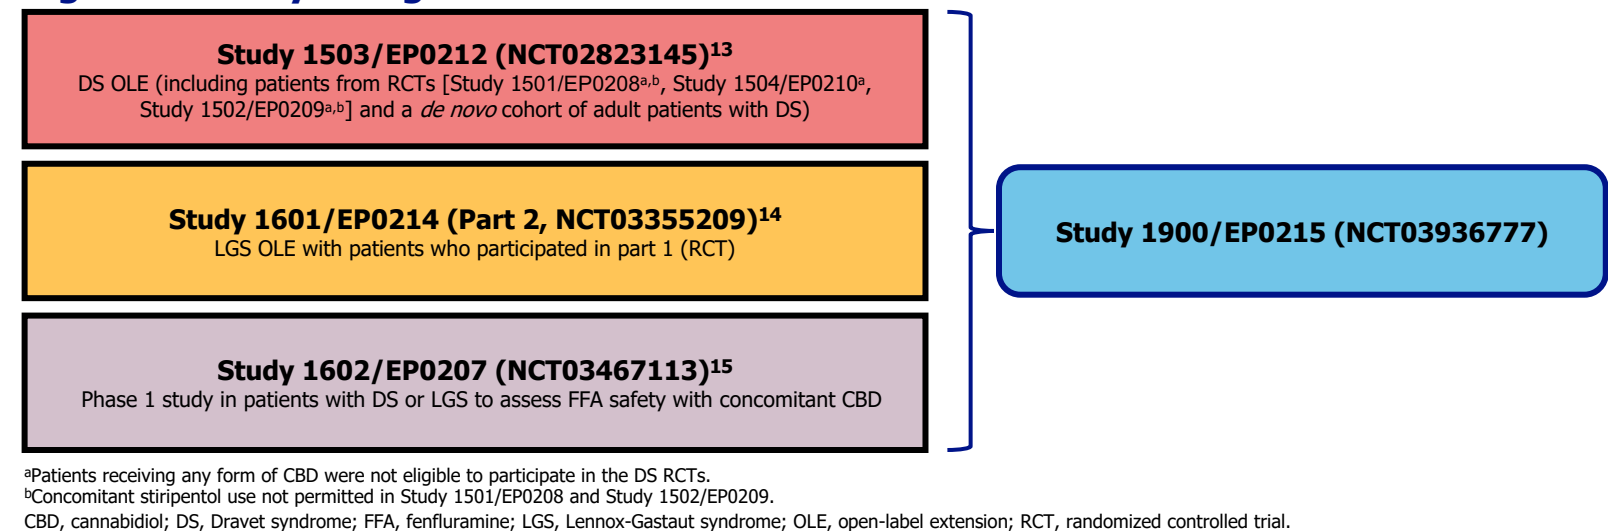 Study 1503/EP0212 (NCT02823145)13
DS OLE (including patients from RCTs [Study 1501/EP0208a,b, Study 1504/EP0210a,
Study 1502/EP0209a,b] and a de novo cohort of adult patients with DS)
Study 1601/EP0214 (Part 2, NCT03355209)14
LGS OLE with patients who participated in part 1 (RCT)
Study 1602/EP0207 (NCT03467113)15
Phase 1 study in patients with DS or LGS to assess FFA safety with concomitant CBD
Study 1900/EP0215 (NCT03936777)
aPatients receiving any form of CBD were not eligible to participate in the DS RCTs.
bConcomitant stiripentol use not permitted in Study 1501/EP0208 and Study 1502/EP0209.
CBD, cannabidiol; DS, Dravet syndrome; FFA, fenfluramine; LGS, Lennox-Gastaut syndrome; OLE, open-label extension; RCT, randomized controlled trial.